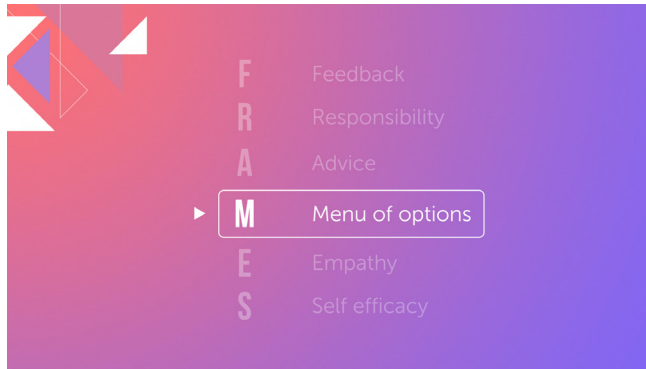 F Feedback
R Responsibility
A Advice
M Menu of options
E Empathy
S Self efficacy